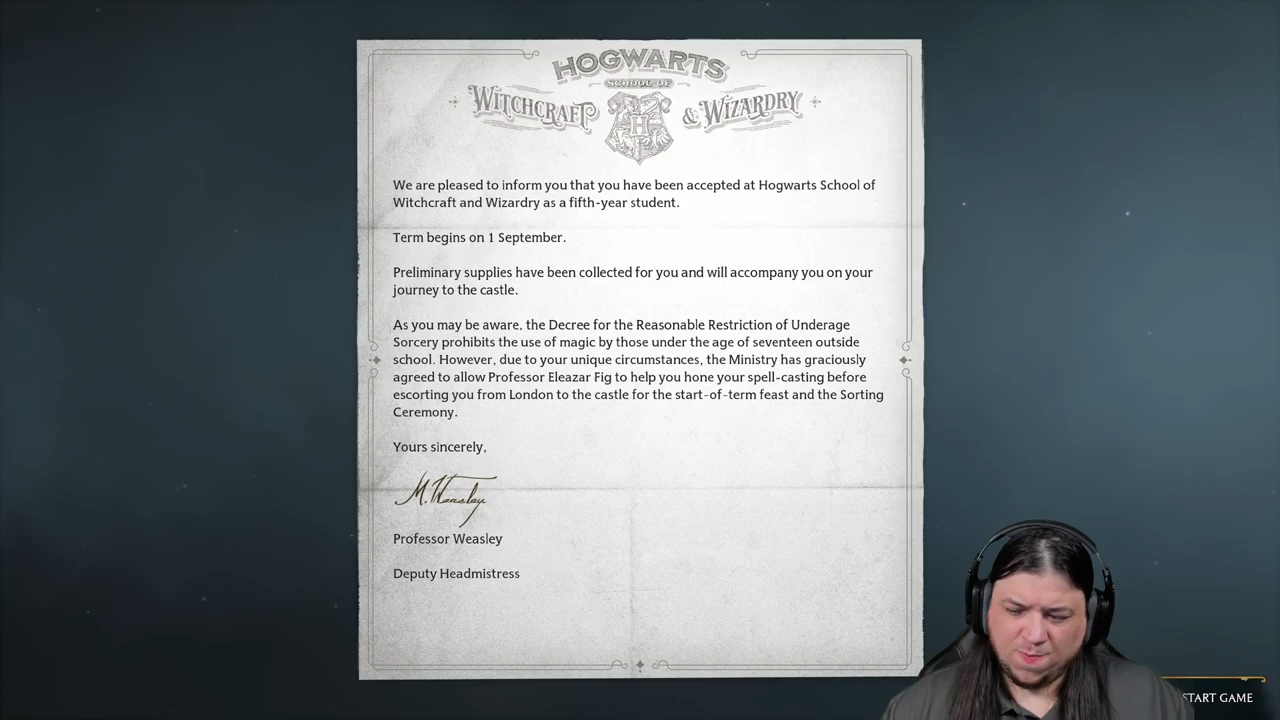 HOGWARTS
SCHOOL OF
WITCHCRAFT & WIZARDRY
H
We are pleased to inform you that you have been accepted at Hogwarts School of
Witchcraft and Wizardry as a fifth-year student.
Term begins on 1 September.
Preliminary supplies have been collected for you and will accompany you on your
journey to the castle.
As you may be aware, the Decree for the Reasonable Restriction of Underage
Sorcery prohibits the use of magic by those under the age of seventeen outside
school. However, due to your unique circumstances, the Ministry has graciously
agreed to allow Professor Eleazar Fig to help you hone your spell-casting before
escorting you from London to the castle for the start-of-term feast and the Sorting
Ceremony.
Yours sincerely,
M. Weasley
Professor Weasley
Deputy Headmistress
START GAME